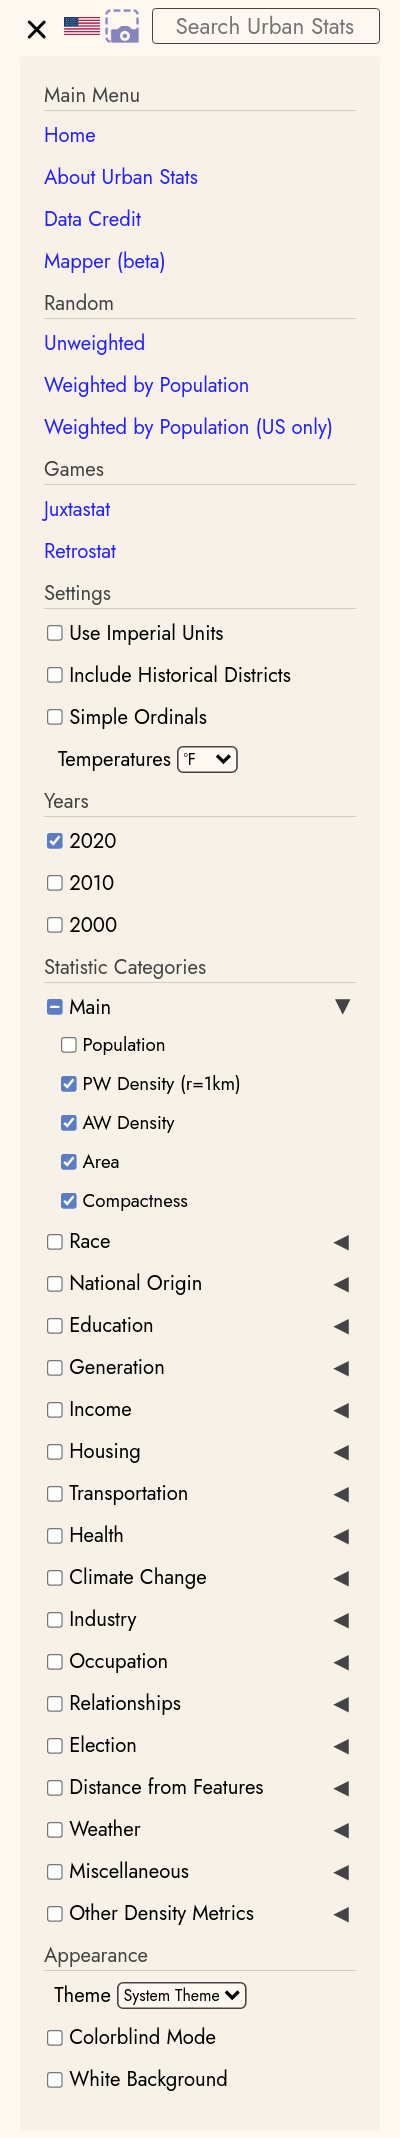 Search Urban Stats
Main Menu
Home
About Urban Stats
Data Credit
Mapper (beta)
Random
Unweighted
Weighted by Population
Weighted by Population (US only)
Games
Juxtastat
Retrostat
Settings
Use Imperial Units
Include Historical Districts
Simple Ordinals
Temperatures °F
Years
2020
2010
2000
Statistic Categories
Main
Population
PW Density (r=1km)
AW Density
Area
Compactness
Race
National Origin
Education
Generation
Income
Housing
Transportation
Health
Climate Change
Industry
Occupation
Relationships
Election
Distance from Features
Weather
Miscellaneous
Other Density Metrics
Appearance
Theme System Theme
Colorblind Mode
White Background